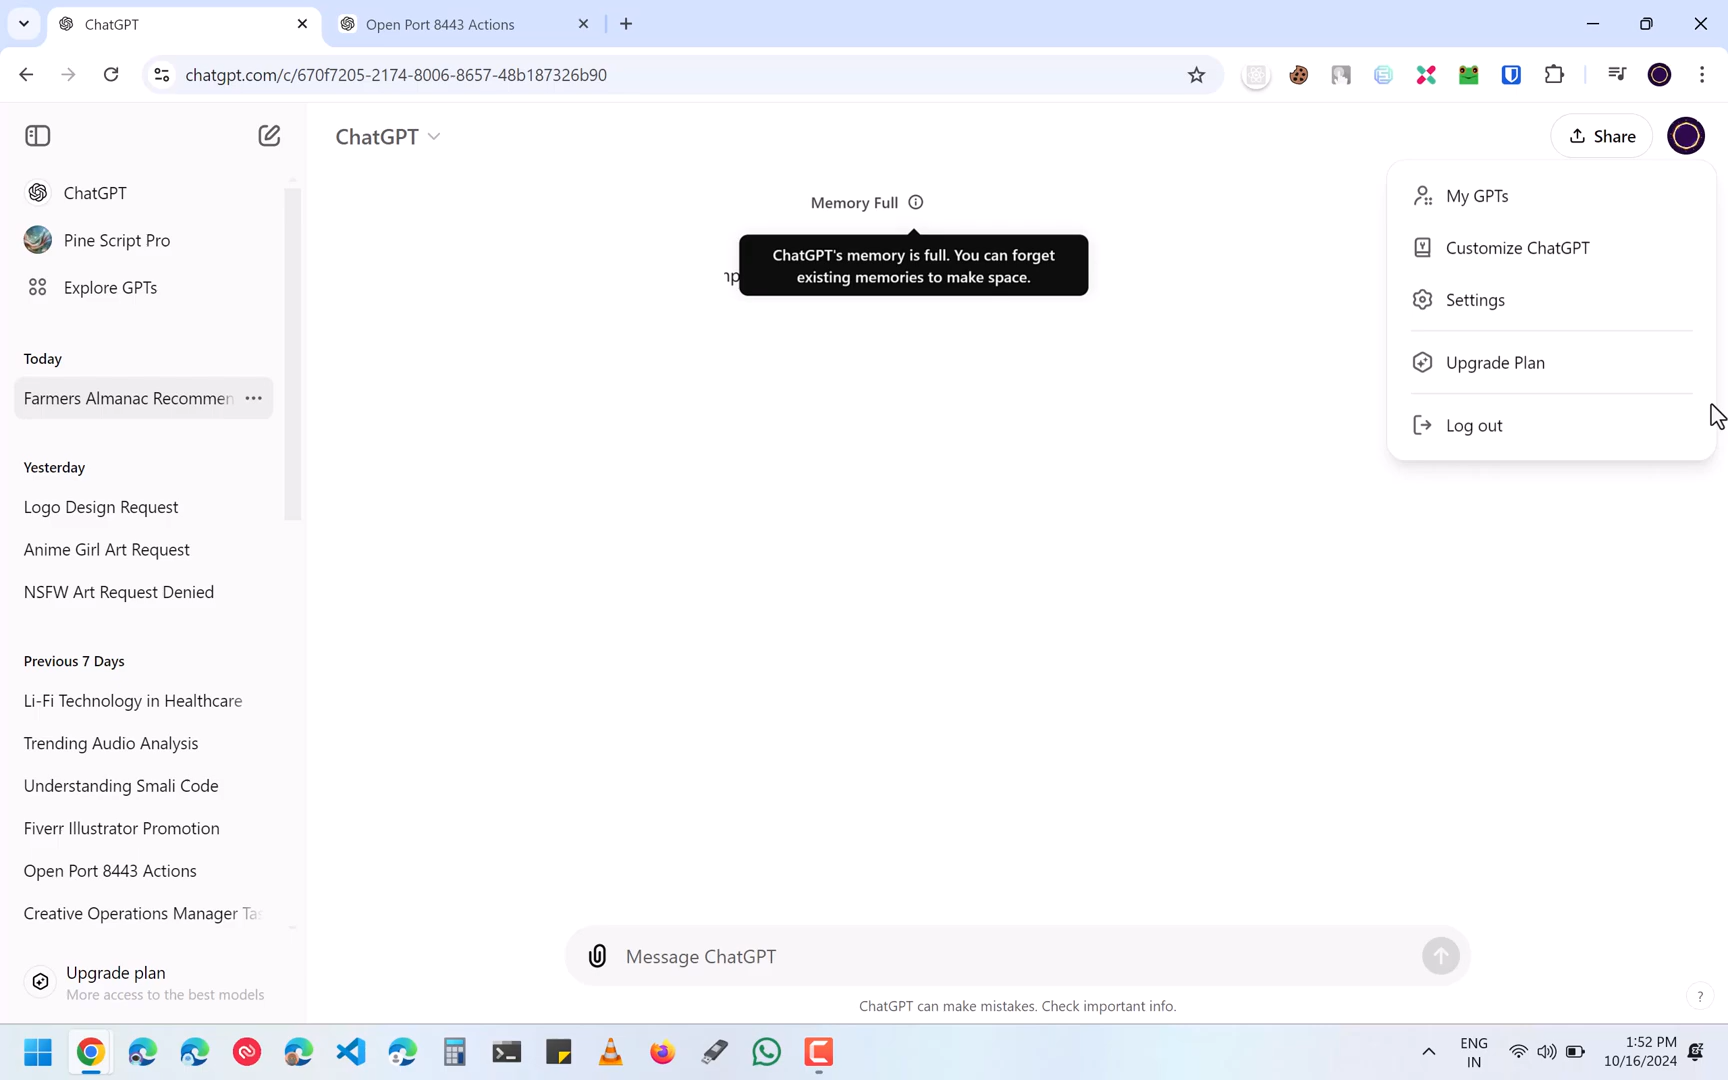 ChatGPT
Open Port 8443 Actions
chatgpt.com/c/670f7205-2174-8006-8657-48b187326b90
ChatGPT
Share
ChatGPT
Pine Script Pro
Explore GPTs
Today
Farmers Almanac Recommen
Yesterday
Logo Design Request
Anime Girl Art Request
NSFW Art Request Denied
Previous 7 Days
Li-Fi Technology in Healthcare
Trending Audio Analysis
Understanding Smali Code
Fiverr Illustrator Promotion
Open Port 8443 Actions
Creative Operations Manager Tas
Upgrade plan
More access to the best models
Memory Full
ChatGPT's memory is full. You can forget
existing memories to make space.
My GPTs
Customize ChatGPT
Settings
Upgrade Plan
Log out
Message ChatGPT
ChatGPT can make mistakes. Check important info.
?
ENG
IN
1:52 PM
10/16/2024